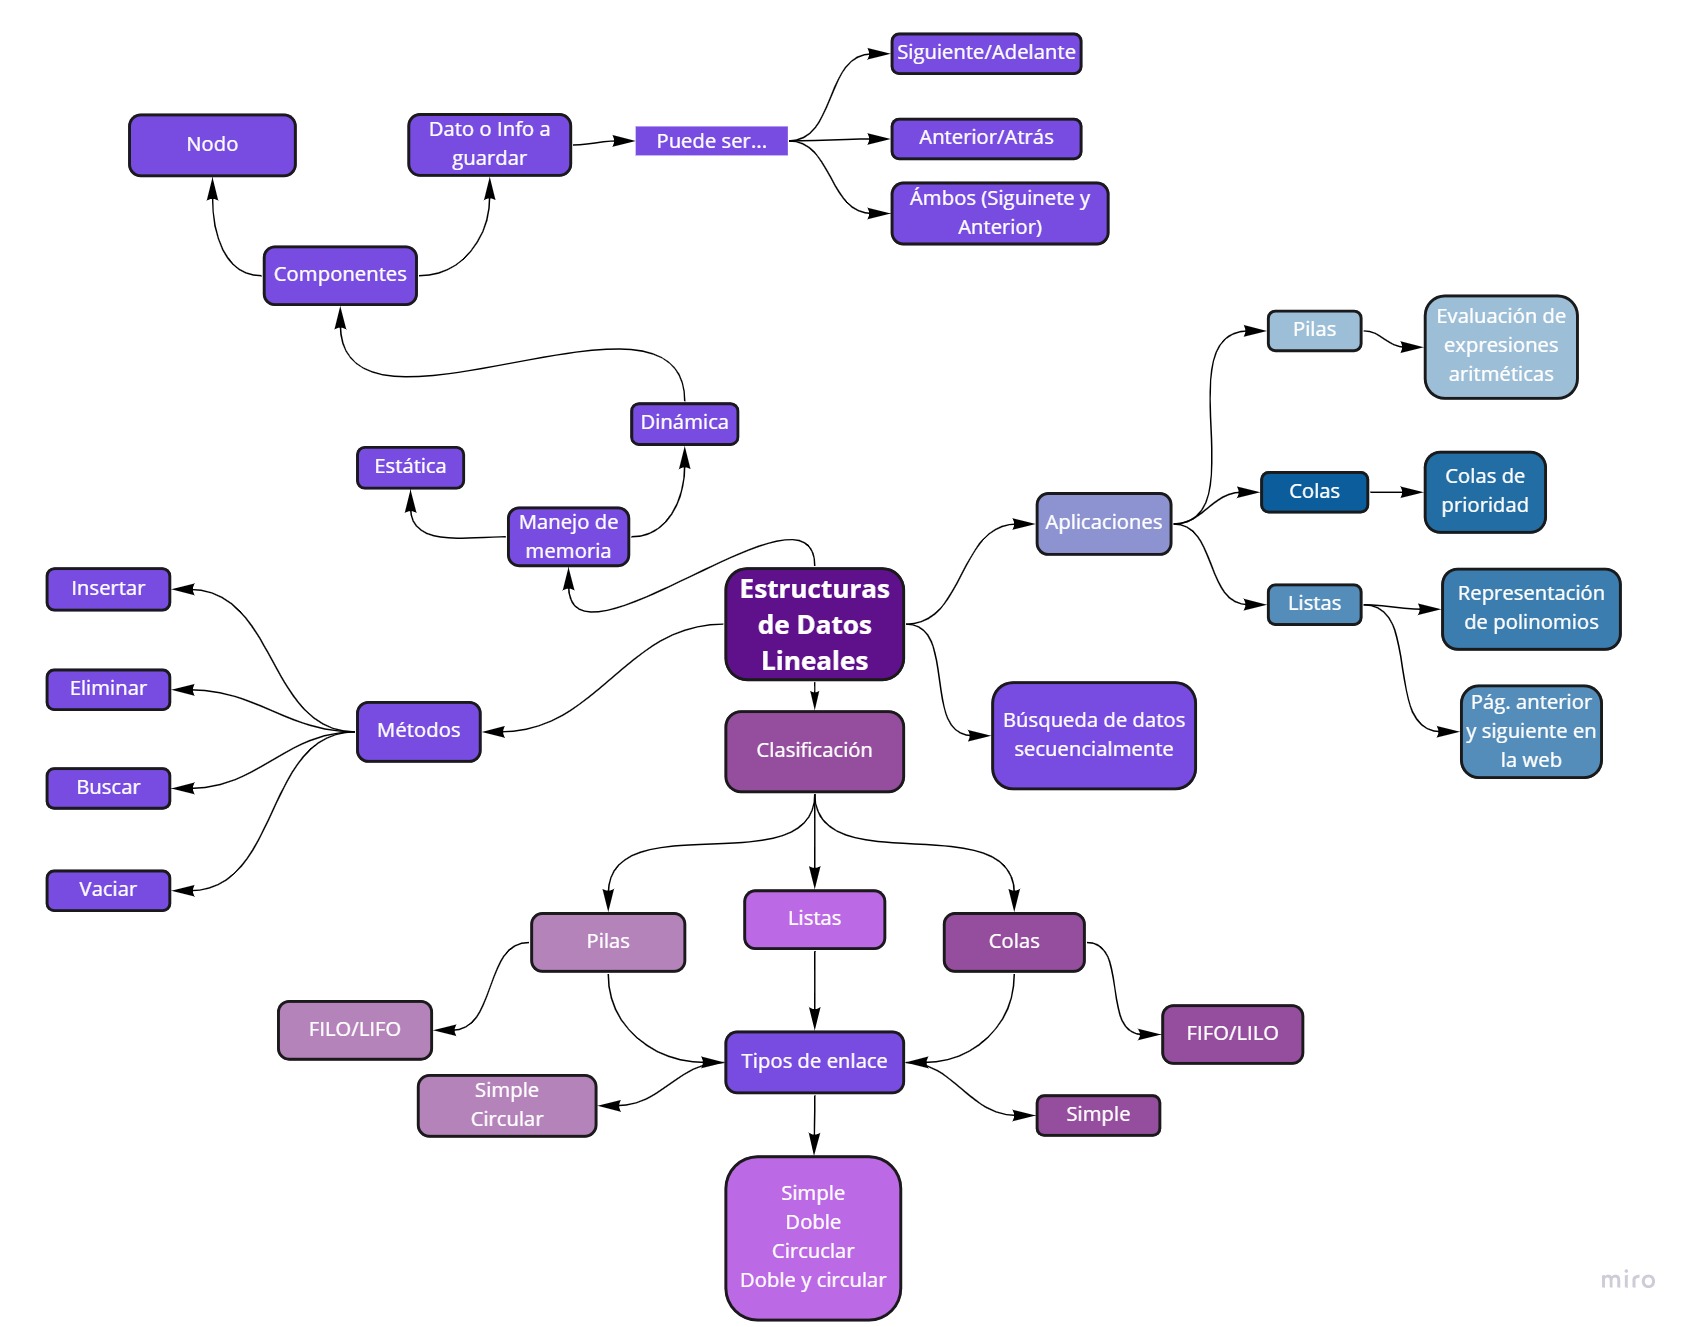 Siguiente/Adelante
Nodo
Dato o Info a
guardar
Puede ser...
Anterior/Atrás
Ámbos (Siguinete y
Anterior)
Componentes
Dinámica
Estática
Manejo de
memoria
Pilas
Evaluación de
expresiones
aritméticas
Aplicaciones
Colas
Colas de
prioridad
Listas
Representación
de polinomios
Pág. anterior
y siguiente en
la web
Estructuras
de Datos
Lineales
Búsqueda de datos
secuencialmente
Insertar
Eliminar
Métodos
Buscar
Vaciar
Clasificación
Pilas
Listas
Colas
FILO/LIFO
Tipos de enlace
FIFO/LILO
Simple
Circular
Simple
Simple
Doble
Circuclar
Doble y circular
miro